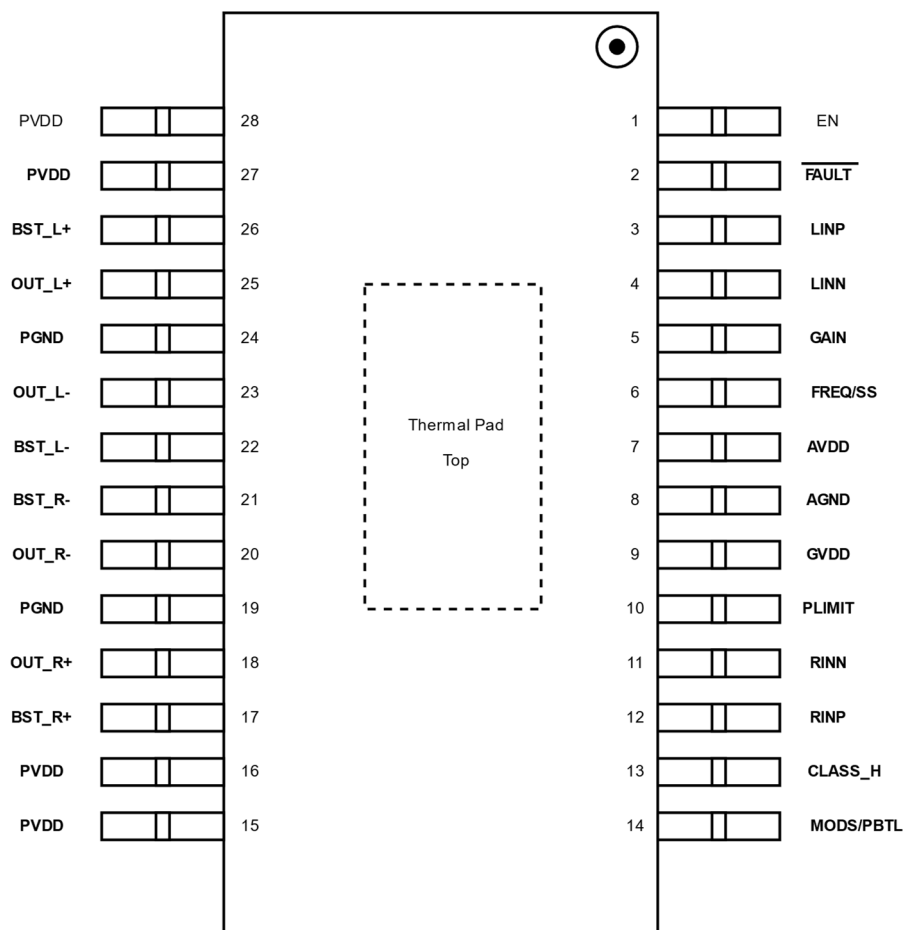 PVDD 28 1 EN
PVDD 27 2 FAULT
BST_L+ 26 3 LINP
OUT_L+ 25 4 LINN
PGND 24 5 GAIN
OUT_L- 23 6 FREQ/SS
Thermal Pad
BST_L- 22 7 AVDD
Top
BST_R- 21 8 AGND
OUT_R- 20 9 GVDD
PGND 19 10 PLIMIT
OUT_R+ 18 11 RINN
BST_R+ 17 12 RINP
PVDD 16 13 CLASS_H
PVDD 15 14 MODS/PBTL